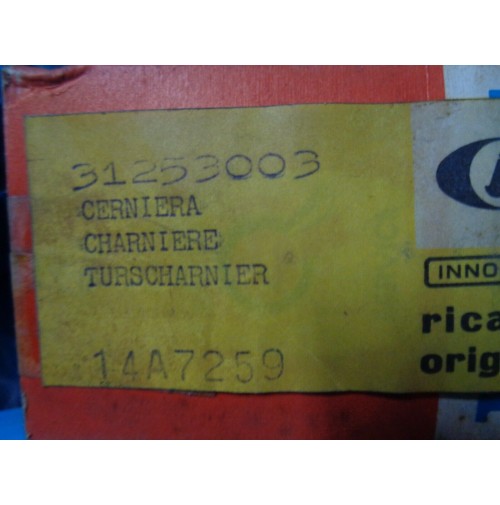 31253003
CERNIERA
CHARNIERE
TURSCHARNIER
14A7259
INNO
rica
orig